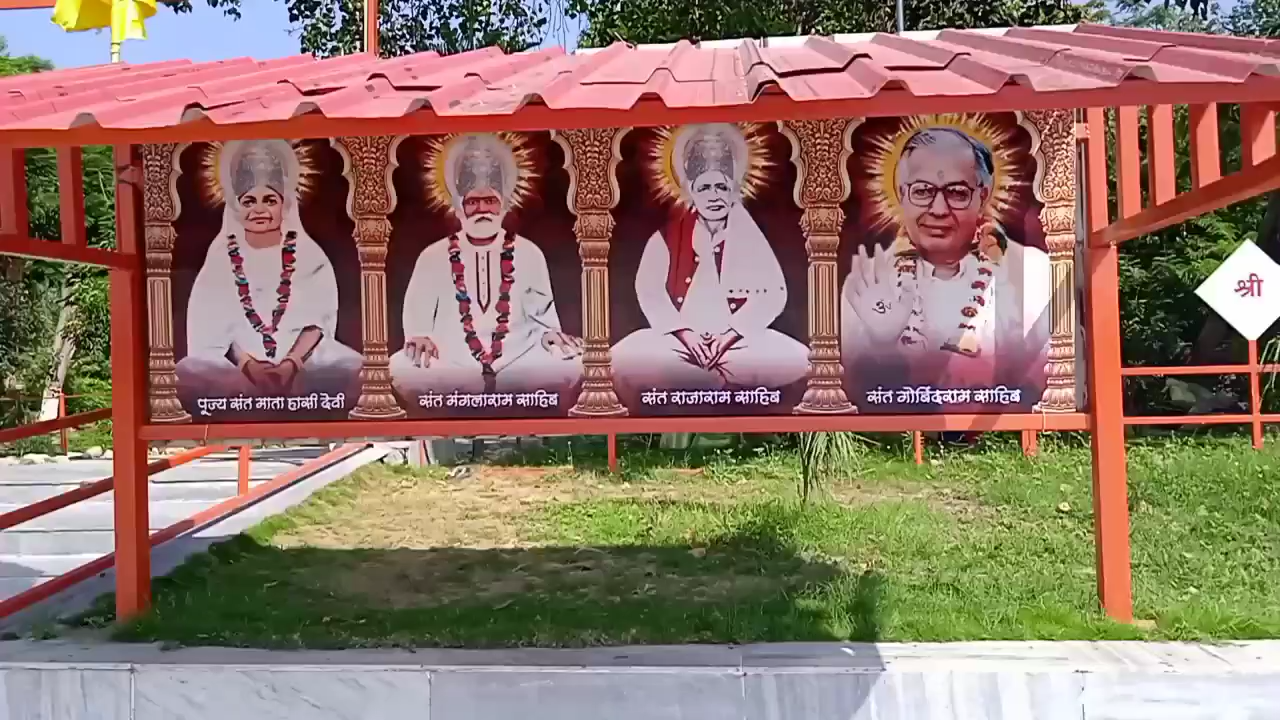 पूज्य संत माता हासी देवी
संत मंगलाराम साहिब
संत राजाराम साहिब
संत गोबिंदराम साहिब
श्री